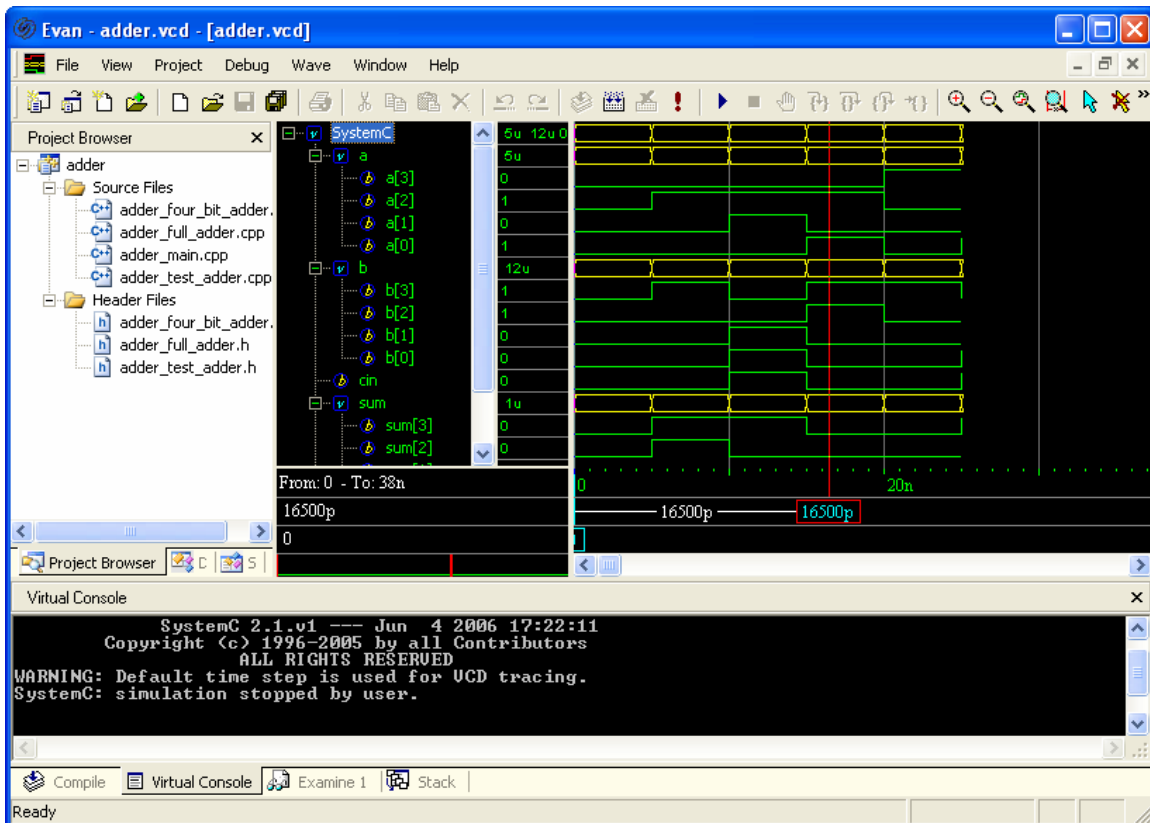 Evan - adder.vcd - [adder.vcd]
File View Project Debug Wave Window Help
Project Browser
adder
Source Files
adder_four_bit_adder.
adder_full_adder.cpp
adder_main.cpp
adder_test_adder.cpp
Header Files
adder_four_bit_adder.
adder_full_adder.h
adder_test_adder.h
Project Browser C S
SystemC 5u 12u 0
a 5u
a[3] 0
a[2] 1
a[1] 0
a[0] 1
b 12u
b[3] 1
b[2] 1
b[1] 0
b[0] 0
cin 0
sum 1u
sum[3] 0
sum[2] 0
From: 0 - To: 38n
0 20n
16500p
16500p 16500p
0
Virtual Console
SystemC 2.1.v1 --- Jun 4 2006 17:22:11
Copyright (c) 1996-2005 by all Contributors
ALL RIGHTS RESERVED
WARNING: Default time step is used for VCD tracing.
SystemC: simulation stopped by user.
Compile Virtual Console Examine 1 Stack
Ready